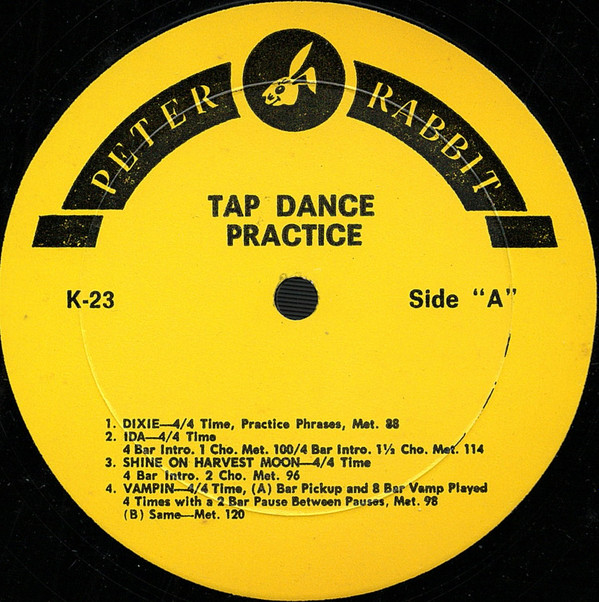 PETER RABBIT
TAP DANCE
PRACTICE
K-23
Side "A"
1. DIXIE—4/4 Time, Practice Phrases, Met. 88
2. IDA—4/4 Time
4 Bar Intro. 1 Cho. Met. 100/4 Bar Intro. 1½ Cho. Met. 114
3. SHINE ON HARVEST MOON—4/4 Time
4 Bar Intro. 2 Cho. Met. 96
4. VAMPIN—4/4 Time, (A) Bar Pickup and 8 Bar Vamp Played
4 Times with a 2 Bar Pause Between Pauses, Met. 98
(B) Same—Met. 120